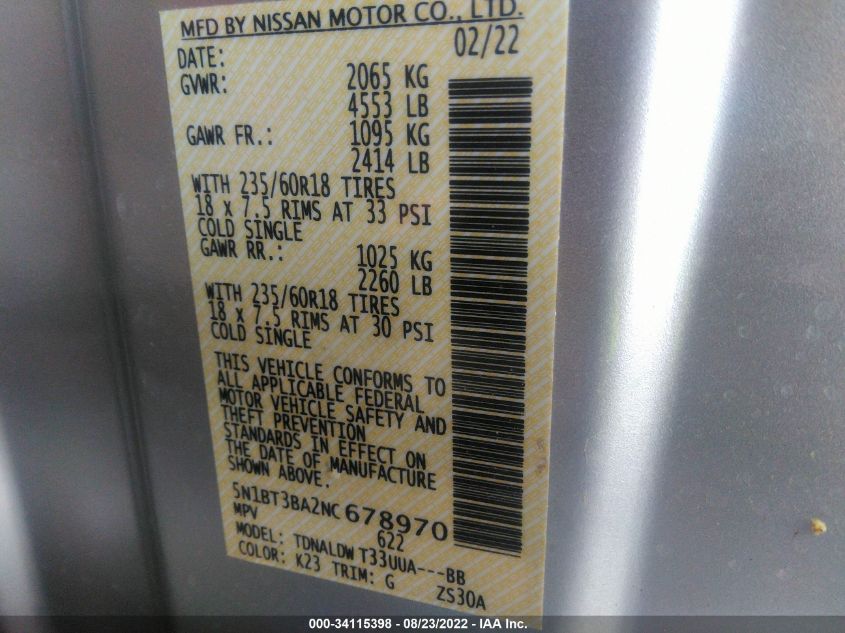 MFD BY NISSAN MOTOR CO., LTD.
DATE: 02/22
GVWR: 2065 KG
4553 LB
GAWR FR.: 1095 KG
2414 LB
WITH 235/60R18 TIRES
18 x 7.5 RIMS AT 33 PSI
COLD SINGLE
GAWR RR.: 1025 KG
2260 LB
WITH 235/60R18 TIRES
18 x 7.5 RIMS AT 30 PSI
COLD SINGLE
THIS VEHICLE CONFORMS TO
ALL APPLICABLE FEDERAL
MOTOR VEHICLE SAFETY AND
THEFT PREVENTION
STANDARDS IN EFFECT ON
THE DATE OF MANUFACTURE
SHOWN ABOVE.
5N1BT3BA2NC678970
MPV 622
MODEL: TDNALDW T33UUA---BB
COLOR: K23 TRIM: G ZS30A
000-34115398 - 08/23/2022 - IAA Inc.